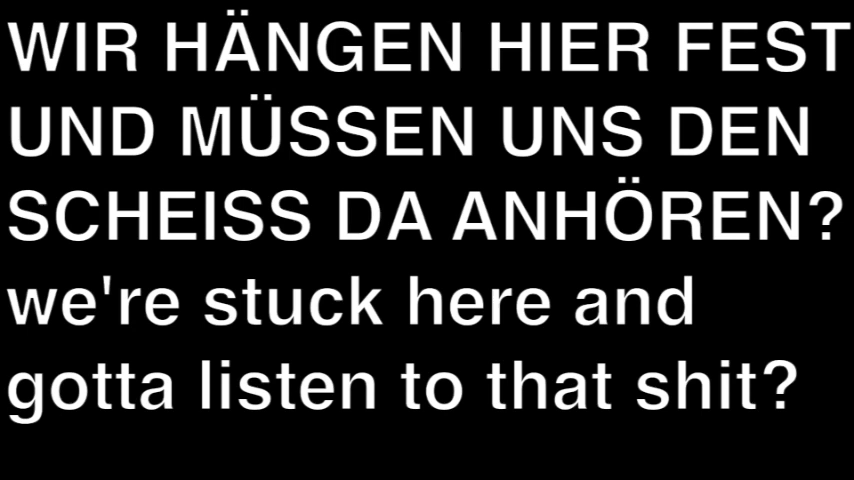 WIR HÄNGEN HIER FEST
UND MÜSSEN UNS DEN
SCHEISS DA ANHÖREN?
we're stuck here and
gotta listen to that shit?